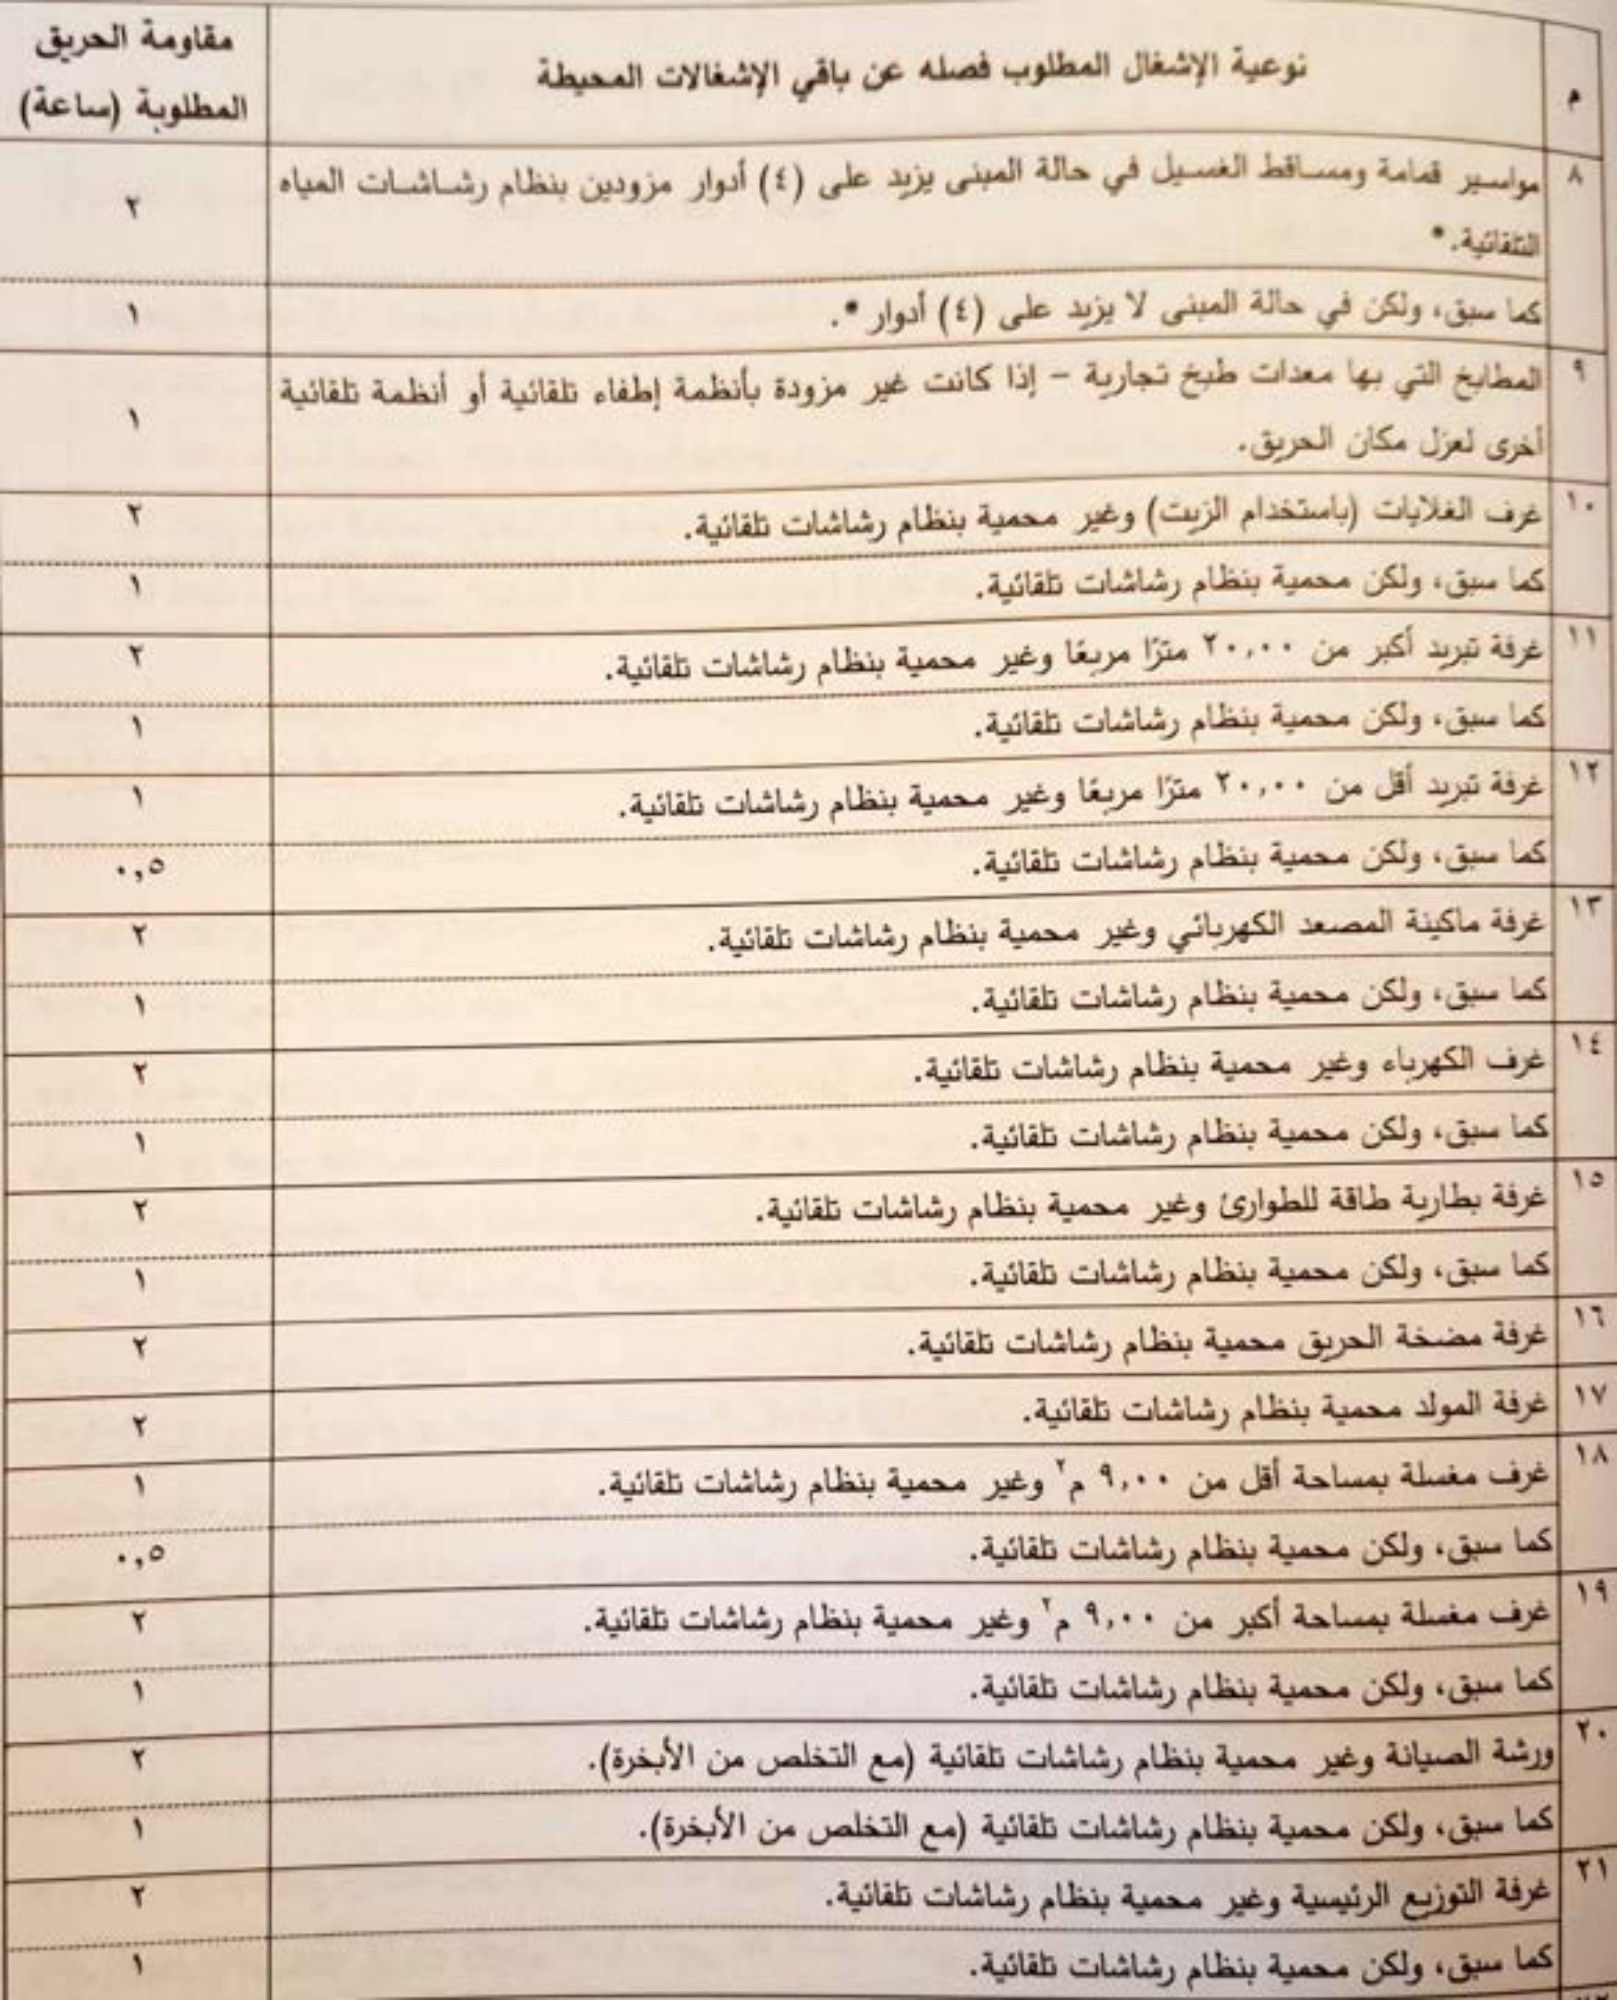 م
نوعية الإشغال المطلوب فصله عن باقي الإشغالات المحيطة
مقاومة الحريق
المطلوبة (ساعة)
٨
مواسير قمامة ومساقط الغسيل في حالة المبنى يزيد على (٤) أدوار مزودين بنظام رشاشات المياه
التلقائية.*
٢
كما سبق، ولكن في حالة المبنى لا يزيد على (٤) أدوار *.
١
٩
المطابخ التي بها معدات طبخ تجارية – إذا كانت غير مزودة بأنظمة إطفاء تلقائية أو أنظمة تلقائية
أخرى لعزل مكان الحريق.
١
١٠
غرف الغلايات (باستخدام الزيت) وغير محمية بنظام رشاشات تلقائية.
٢
كما سبق، ولكن محمية بنظام رشاشات تلقائية.
١
١١
غرفة تبريد أكبر من ٢٠,٠٠ مترًا مربعًا وغير محمية بنظام رشاشات تلقائية.
٢
كما سبق، ولكن محمية بنظام رشاشات تلقائية.
١
١٢
غرفة تبريد أقل من ٢٠,٠٠ مترًا مربعًا وغير محمية بنظام رشاشات تلقائية.
١
كما سبق، ولكن محمية بنظام رشاشات تلقائية.
٠,٥
١٣
غرفة ماكينة المصعد الكهربائي وغير محمية بنظام رشاشات تلقائية.
٢
كما سبق، ولكن محمية بنظام رشاشات تلقائية.
١
١٤
غرف الكهرباء وغير محمية بنظام رشاشات تلقائية.
٢
كما سبق، ولكن محمية بنظام رشاشات تلقائية.
١
١٥
غرفة بطارية طاقة للطوارئ وغير محمية بنظام رشاشات تلقائية.
٢
كما سبق، ولكن محمية بنظام رشاشات تلقائية.
١
١٦
غرفة مضخة الحريق محمية بنظام رشاشات تلقائية.
٢
١٧
غرفة المولد محمية بنظام رشاشات تلقائية.
٢
١٨
غرف مغسلة بمساحة أقل من ٩,٠٠ م٢ وغير محمية بنظام رشاشات تلقائية.
١
كما سبق، ولكن محمية بنظام رشاشات تلقائية.
٠,٥
١٩
غرف مغسلة بمساحة أكبر من ٩,٠٠ م٢ وغير محمية بنظام رشاشات تلقائية.
٢
كما سبق، ولكن محمية بنظام رشاشات تلقائية.
١
٢٠
ورشة الصيانة وغير محمية بنظام رشاشات تلقائية (مع التخلص من الأبخرة).
٢
كما سبق، ولكن محمية بنظام رشاشات تلقائية (مع التخلص من الأبخرة).
١
٢١
غرفة التوزيع الرئيسية وغير محمية بنظام رشاشات تلقائية.
٢
كما سبق، ولكن محمية بنظام رشاشات تلقائية.
١